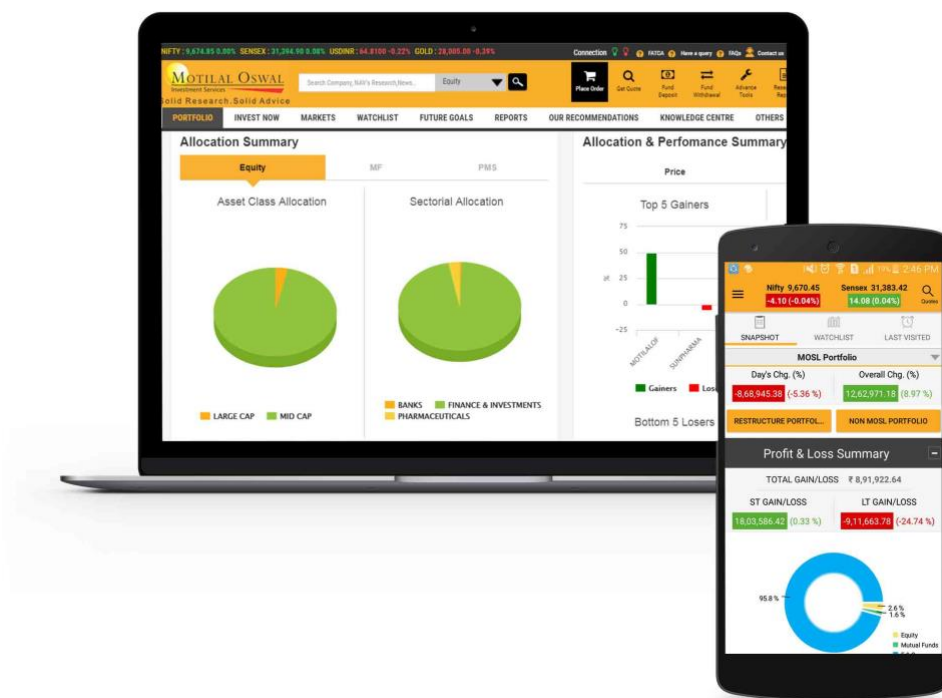 NIFTY : 9,674.85 0.00% SENSEX : 31,394.90 0.08% USDINR : 64.8100 -0.22% GOLD : 28,005.00 -0.39%
Connection FATCA Have a query FAQs Contact us
MOTILAL OSWAL
Investment Services
Solid Research.Solid Advice
Search Company, NAV's Research,News..
Equity
Place Order
Get Quote
Fund Deposit
Fund Withdrawal
Advance Tools
PORTFOLIO INVEST NOW MARKETS WATCHLIST FUTURE GOALS REPORTS OUR RECOMMENDATIONS KNOWLEDGE CENTRE OTHERS
Allocation Summary
Equity MF PMS
Asset Class Allocation
Sectorial Allocation
LARGE CAP MID CAP
BANKS FINANCE & INVESTMENTS
PHARMACEUTICALS
Allocation & Perfomance Summary
Price
Top 5 Gainers
75
50
25
0
-25
MOTILALOF
SUNPHARMA
Gainers
Bottom 5 Losers
2:46 PM
Nifty 9,670.45 Sensex 31,383.42
-4.10 (-0.04%) 14.08 (0.04%)
Quotes
SNAPSHOT WATCHLIST LAST VISITED
MOSL Portfolio
Day's Chg. (%) Overall Chg. (%)
-8,68,945.38 (-5.36 %) 12,62,971.18 (8.97 %)
RESTRUCTURE PORTFOL... NON MOSL PORTFOLIO
Profit & Loss Summary
TOTAL GAIN/LOSS ₹ 8,91,922.64
ST GAIN/LOSS LT GAIN/LOSS
18,03,586.42 (0.33 %) -9,11,663.78 (-24.74 %)
95.8 %
2.6 %
1.6 %
Equity
Mutual Funds